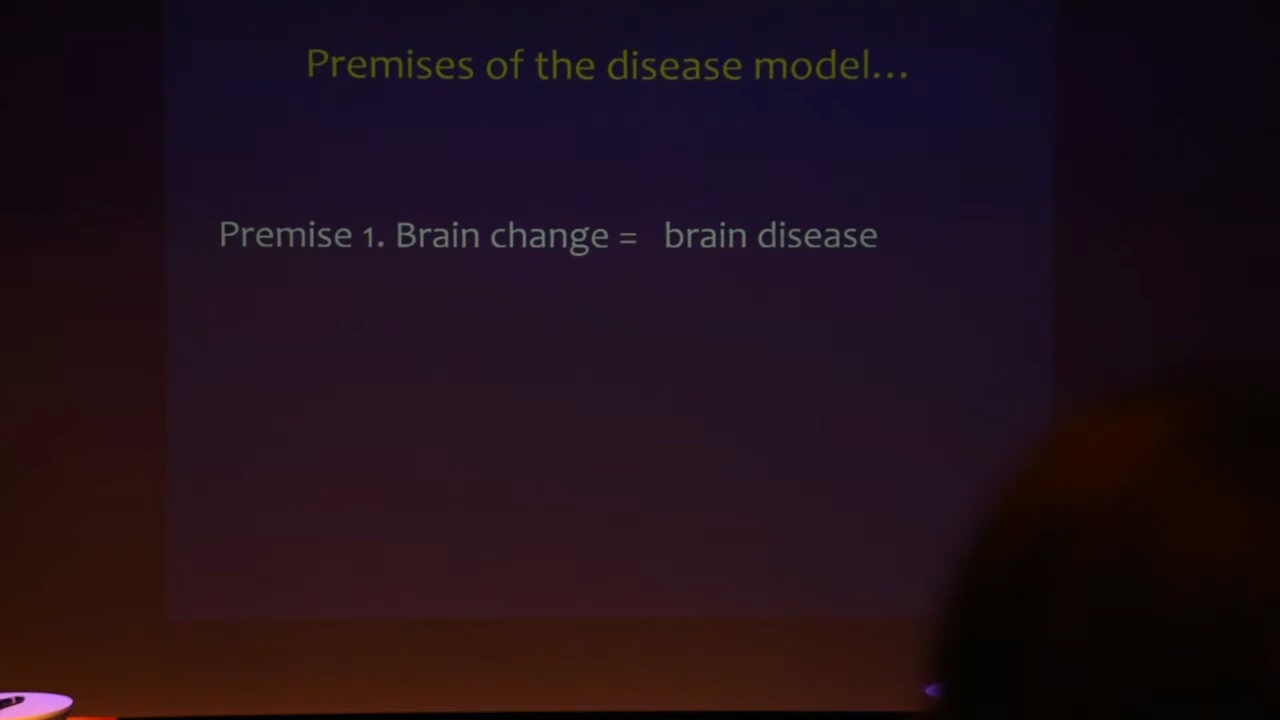 Premises of the disease model...
Premise 1. Brain change = brain disease